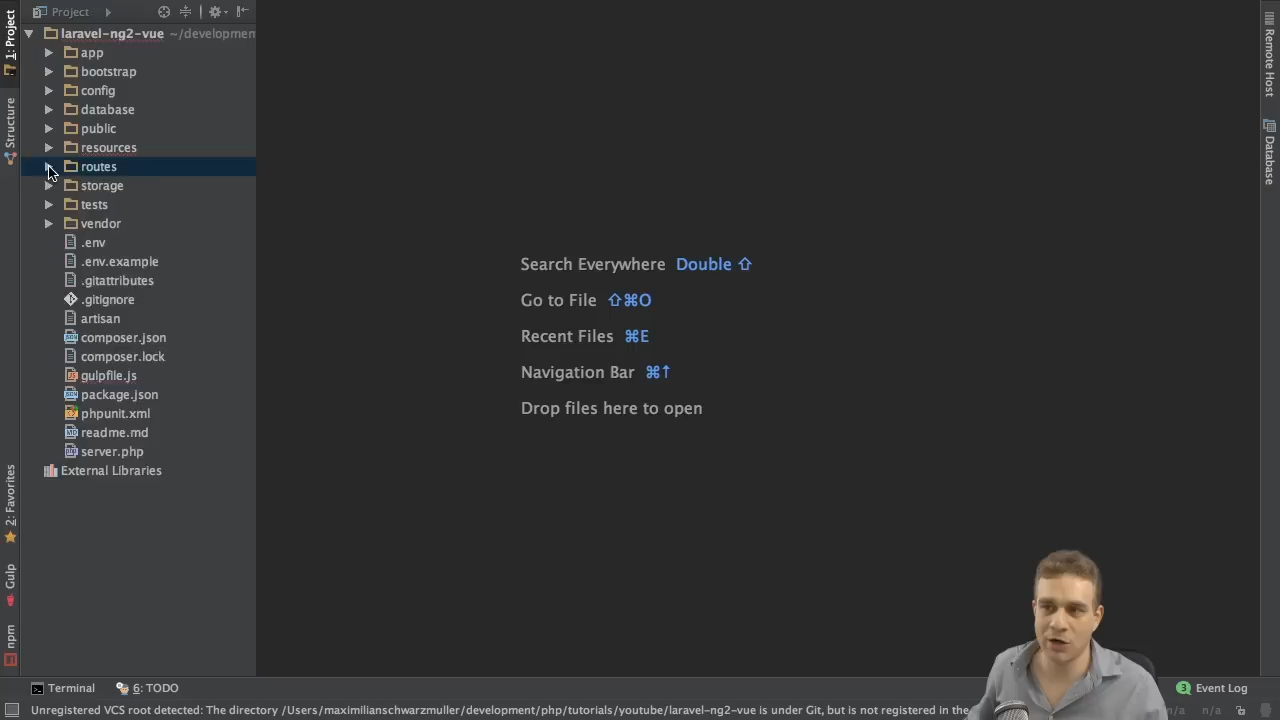 Project
laravel-ng2-vue ~/development
app
bootstrap
config
database
public
resources
routes
storage
tests
vendor
.env
.env.example
.gitattributes
.gitignore
artisan
composer.json
composer.lock
gulpfile.js
package.json
phpunit.xml
readme.md
server.php
External Libraries
1: Project
Structure
2: Favorites
Gulp
npm
Search Everywhere Double ⇧
Go to File ⇧⌘O
Recent Files ⌘E
Navigation Bar ⌘↑
Drop files here to open
Remote Host
Database
Terminal 6: TODO
3 Event Log
Unregistered VCS root detected: The directory /Users/maximilianschwarzmuller/development/php/tutorials/youtube/laravel-ng2-vue is under Git, but is not registered in the
n/a n/a